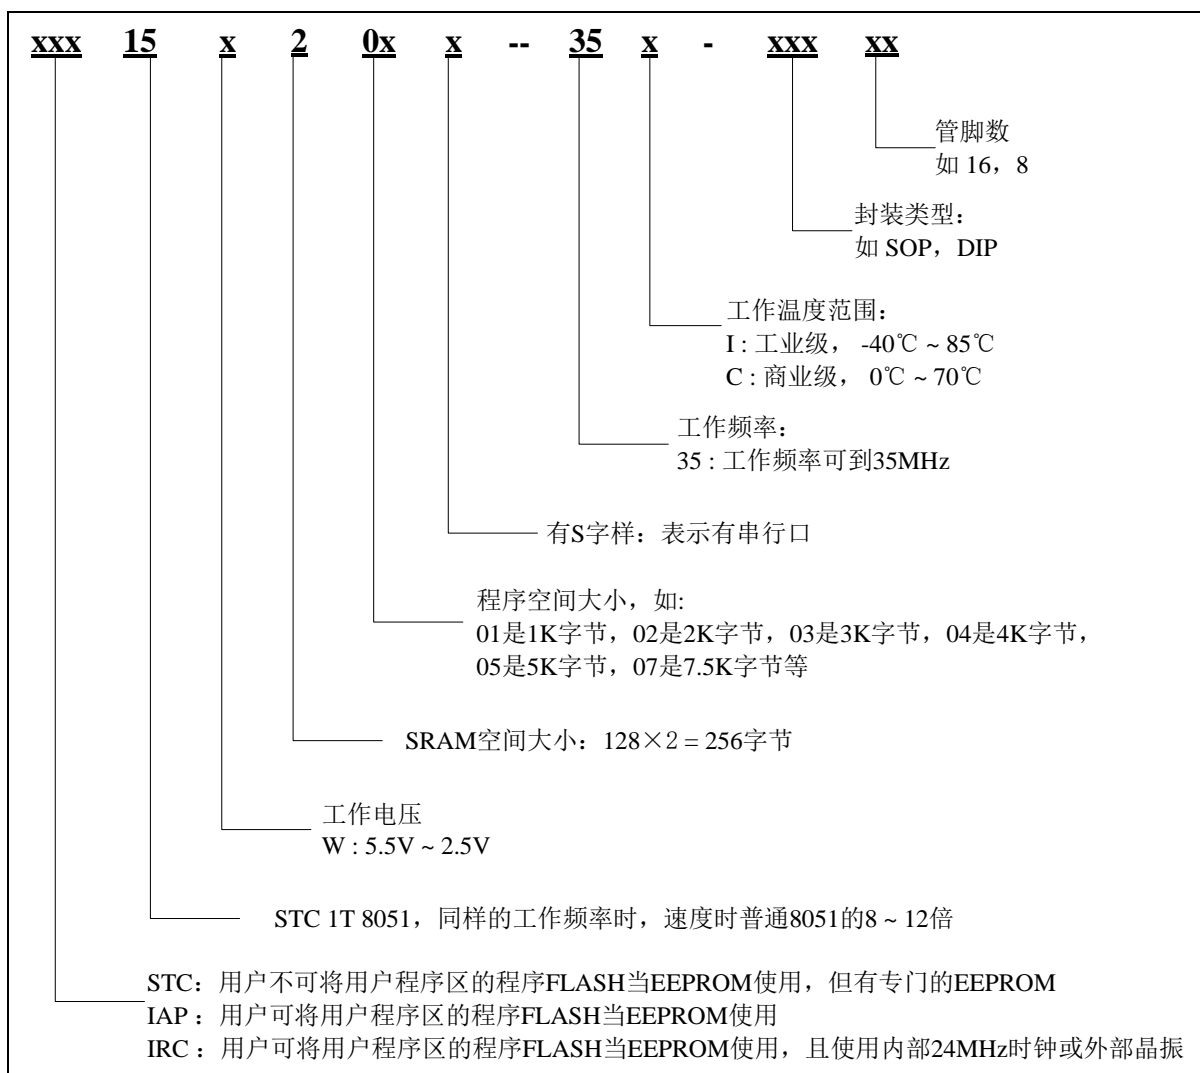 xxx 15 x 2 0x x -- 35 x - xxx xx
管脚数
如 16，8
封装类型：
如 SOP，DIP
工作温度范围：
I : 工业级， -40℃ ~ 85℃
C : 商业级， 0℃ ~ 70℃
工作频率：
35 : 工作频率可到35MHz
有S字样：表示有串行口
程序空间大小，如:
01是1K字节，02是2K字节，03是3K字节，04是4K字节，
05是5K字节，07是7.5K字节等
SRAM空间大小：128×2 = 256字节
工作电压
W : 5.5V ~ 2.5V
STC 1T 8051，同样的工作频率时，速度时普通8051的8 ~ 12倍
STC：用户不可将用户程序区的程序FLASH当EEPROM使用，但有专门的EEPROM
IAP：用户可将用户程序区的程序FLASH当EEPROM使用
IRC：用户可将用户程序区的程序FLASH当EEPROM使用，且使用内部24MHz时钟或外部晶振